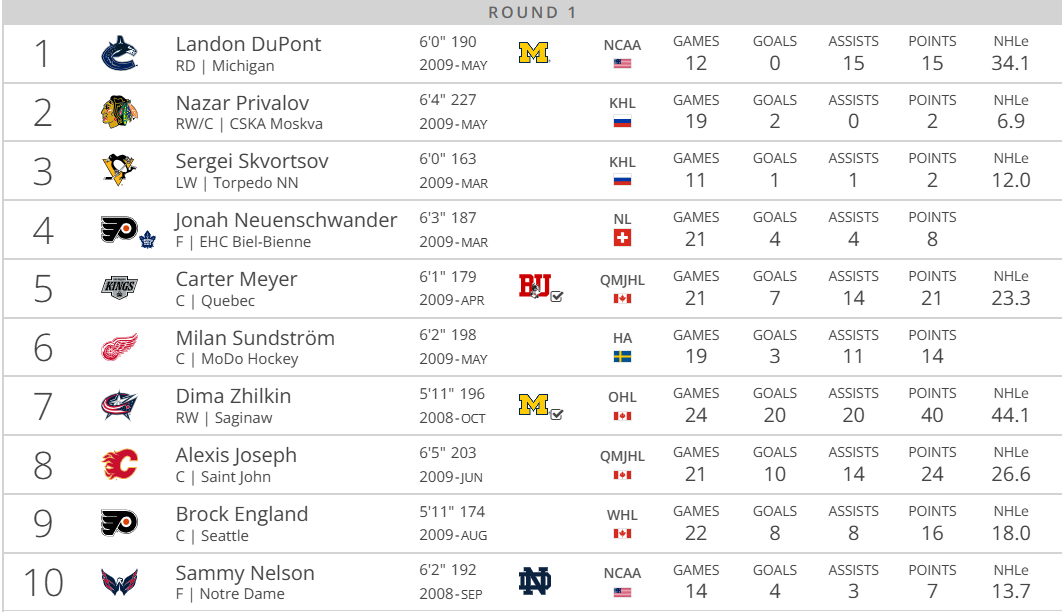 ROUND 1
1 Landon DuPont 6'0" 190 M NCAA GAMES GOALS ASSISTS POINTS NHLe
RD | Michigan 2009-MAY 12 0 15 15 34.1
2 Nazar Privalov 6'4" 227 KHL GAMES GOALS ASSISTS POINTS NHLe
RW/C | CSKA Moskva 2009-MAY 19 2 0 2 6.9
3 Sergei Skvortsov 6'0" 163 KHL GAMES GOALS ASSISTS POINTS NHLe
LW | Torpedo NN 2009-MAR 11 1 1 2 12.0
4 Jonah Neuenschwander 6'3" 187 NL GAMES GOALS ASSISTS POINTS
F | EHC Biel-Bienne 2009-MAR 21 4 4 8
5 KINGS Carter Meyer 6'1" 179 BU QMJHL GAMES GOALS ASSISTS POINTS NHLe
C | Quebec 2009-APR 21 7 14 21 23.3
6 Milan Sundström 6'2" 198 HA GAMES GOALS ASSISTS POINTS
C | MoDo Hockey 2009-MAY 19 3 11 14
7 Dima Zhilkin 5'11" 196 M OHL GAMES GOALS ASSISTS POINTS NHLe
RW | Saginaw 2008-OCT 24 20 20 40 44.1
8 Alexis Joseph 6'5" 203 QMJHL GAMES GOALS ASSISTS POINTS NHLe
C | Saint John 2009-JUN 21 10 14 24 26.6
9 Brock England 5'11" 174 WHL GAMES GOALS ASSISTS POINTS NHLe
C | Seattle 2009-AUG 22 8 8 16 18.0
10 Sammy Nelson 6'2" 192 ND NCAA GAMES GOALS ASSISTS POINTS NHLe
F | Notre Dame 2008-SEP 14 4 3 7 13.7